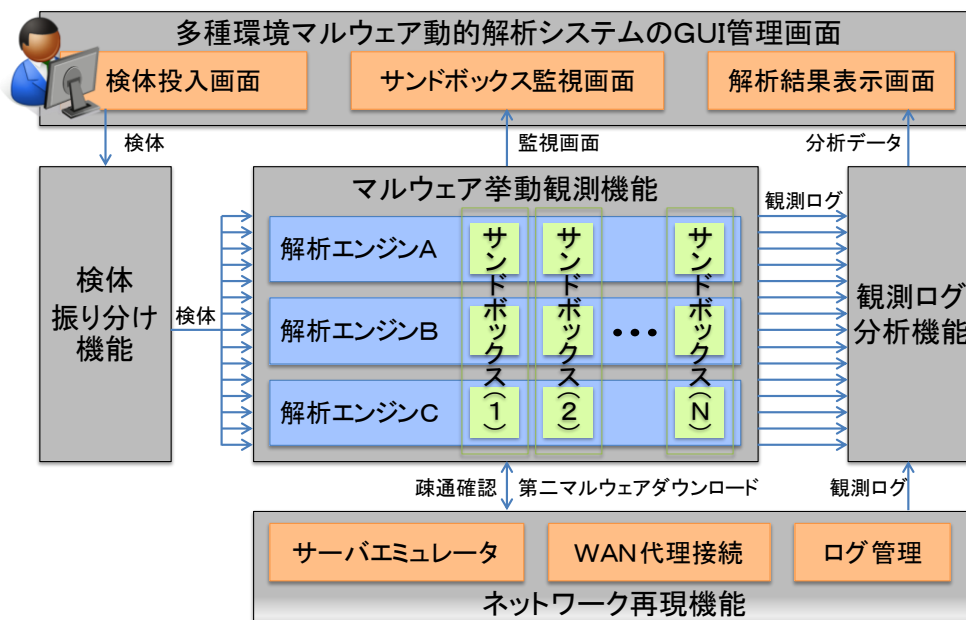 多種環境マルウェア動的解析システムのGUI管理画面
検体投入画面
サンドボックス監視画面
解析結果表示画面
検体
監視画面
分析データ
検体
振り分け
機能
検体
マルウェア挙動観測機能
解析エンジンA
解析エンジンB
解析エンジンC
サンドボックス(1)
サンドボックス(2)
•••
サンドボックス(N)
観測ログ
観測ログ
分析機能
疎通確認
第二マルウェアダウンロード
観測ログ
サーバエミュレータ
WAN代理接続
ログ管理
ネットワーク再現機能